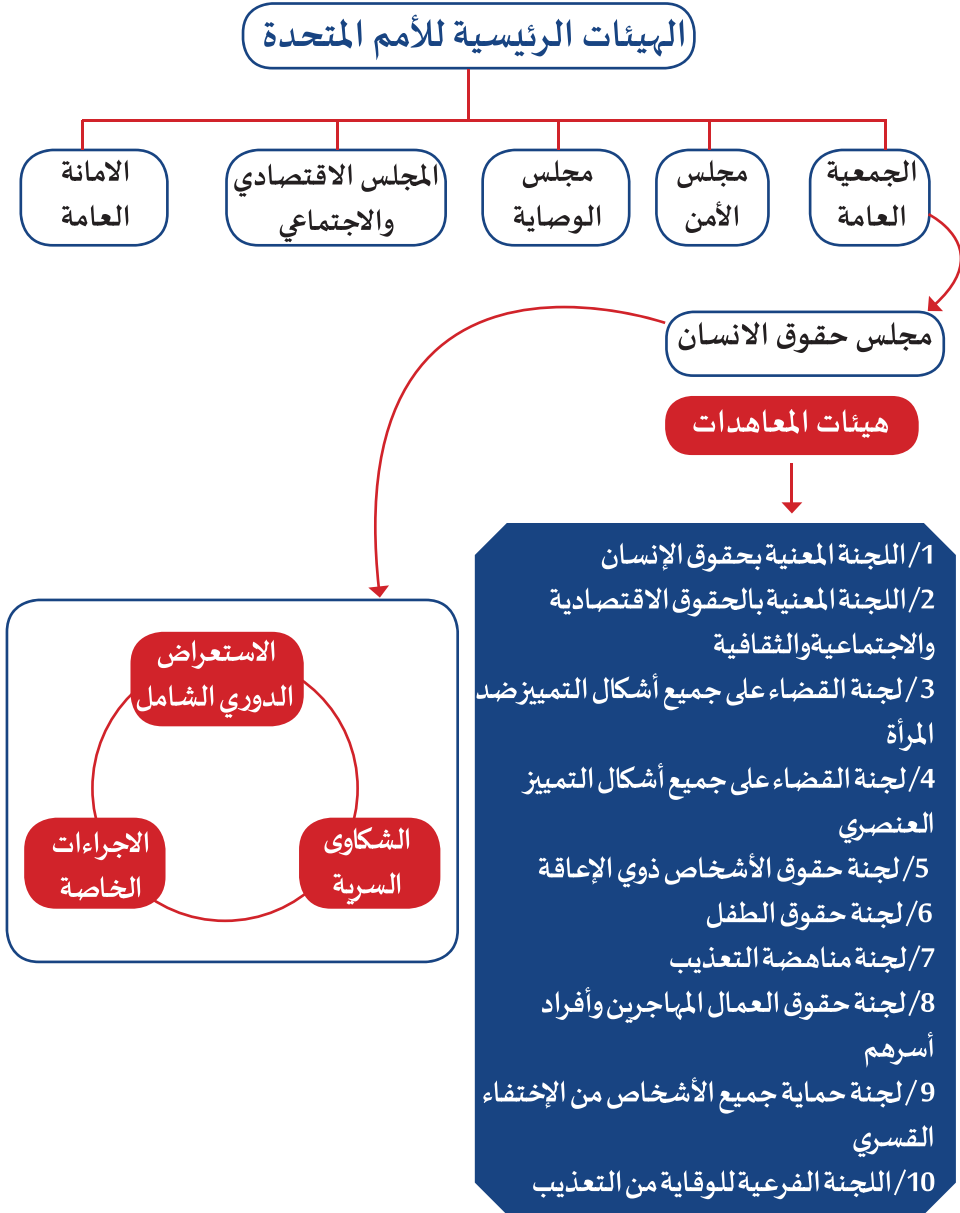 الهيئات الرئيسية للأمم المتحدة
الجمعية
العامة
مجلس
الأمن
مجلس
الوصاية
المجلس الاقتصادي
والاجتماعي
الامانة
العامة
مجلس حقوق الانسان
هيئات المعاهدات
1/اللجنة المعنية بحقوق الإنسان
2/اللجنة المعنية بالحقوق الاقتصادية
والاجتماعيةوالثقافية
3/لجنة القضاء على جميع أشكال التمييزضد
المرأة
4/لجنة القضاء على جميع أشكال التمييز
العنصري
5/لجنة حقوق الأشخاص ذوي الإعاقة
6/لجنة حقوق الطفل
7/لجنة مناهضة التعذيب
8/لجنة حقوق العمال المهاجرين وأفراد
أسرهم
9/لجنة حماية جميع الأشخاص من الإختفاء
القسري
10/اللجنة الفرعية للوقاية من التعذيب
الاستعراض
الدوري الشامل
الشكاوى
السرية
الاجراءات
الخاصة